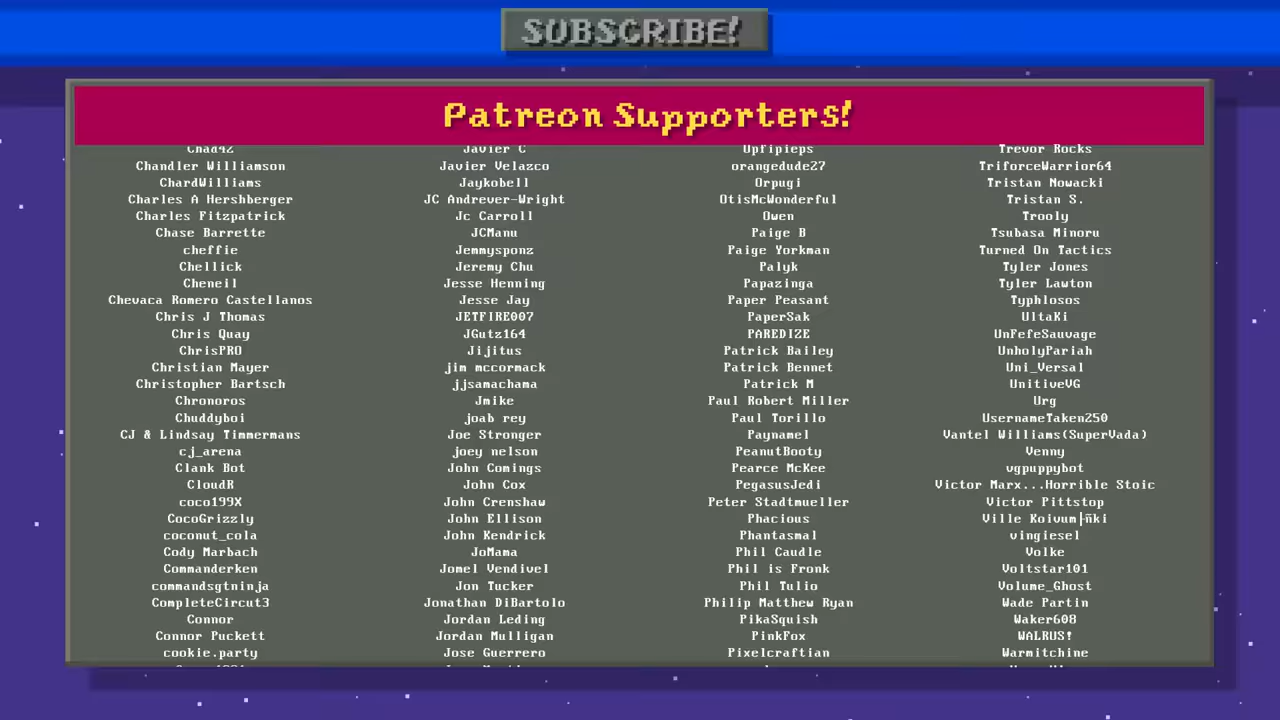 SUBSCRIBE!
Patreon Supporters!
Chad42
Chandler Williamson
ChardWilliams
Charles A Hershberger
Charles Fitzpatrick
Chase Barrette
cheffie
Chellick
Cheneil
Chevaca Romero Castellanos
Chris J Thomas
Chris Quay
ChrisPRO
Christian Mayer
Christopher Bartsch
Chronoros
Chuddyboi
CJ & Lindsay Timmermans
cj_arena
Clank Bot
CloudR
coco199X
CocoGrizzly
coconut_cola
Cody Marbach
Commanderken
commandsgtninja
CompleteCircut3
Connor
Connor Puckett
cookie.party
Javier C
Javier Velazco
Jaykobell
JC Andrever-Wright
Jc Carroll
JCManu
Jemmysponz
Jeremy Chu
Jesse Henning
Jesse Jay
JETFIRE007
JGutz164
Jijitus
jim mccormack
jjsamachama
Jmike
joab rey
Joe Stronger
joey nelson
John Comings
John Cox
John Crenshaw
John Ellison
John Kendrick
JoMama
Jomel Vendivel
Jon Tucker
Jonathan DiBartolo
Jordan Leding
Jordan Mulligan
Jose Guerrero
Opfipieps
orangedude27
Orpugi
OtisMcWonderful
Owen
Paige B
Paige Yorkman
Palyk
Papazinga
Paper Peasant
PaperSak
PAREDIZE
Patrick Bailey
Patrick Bennet
Patrick M
Paul Robert Miller
Paul Torillo
Paynamel
PeanutBooty
Pearce McKee
PegasusJedi
Peter Stadtmueller
Phacious
Phantasmal
Phil Caudle
Phil is Fronk
Phil Tulio
Philip Matthew Ryan
PikaSquish
PinkFox
Pixelcraftian
Trevor Rocks
TriforceWarrior64
Tristan Nowacki
Tristan S.
Trooly
Tsubasa Minoru
Turned On Tactics
Tyler Jones
Tyler Lawton
Typhlosos
UltaKi
UnFefeSauvage
UnholyPariah
Uni_Versal
UnitiveVG
Urg
UsernameTaken250
Vantel Williams(SuperVada)
Venny
vgpuppybot
Victor Marx...Horrible Stoic
Victor Pittstop
Ville Koivum├ñki
vingiesel
Volke
Voltstar101
Volume_Ghost
Wade Partin
Waker608
WALRUS!
Warmitchine